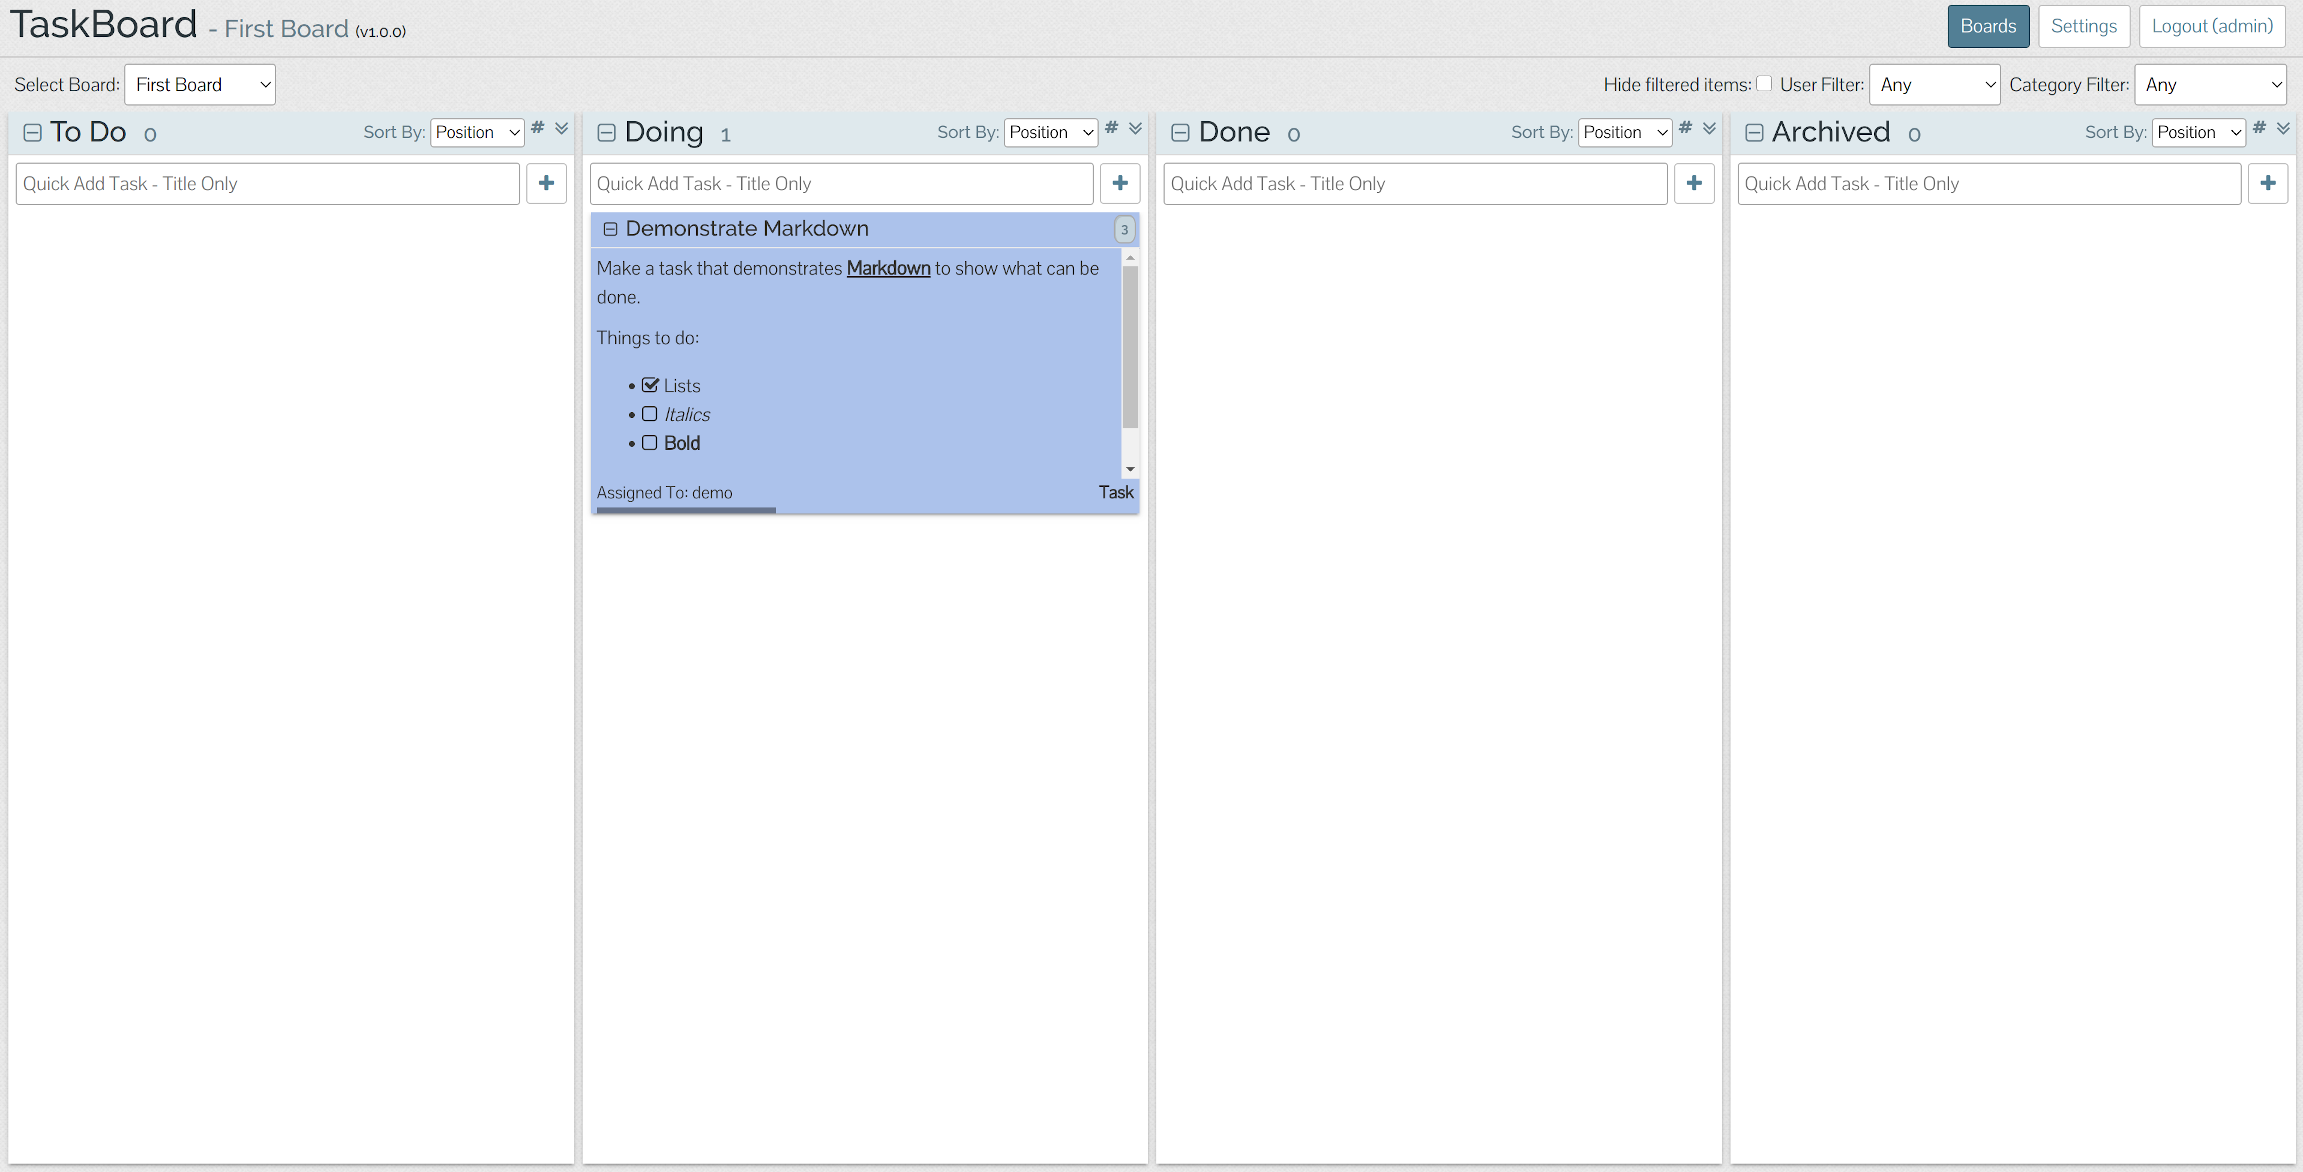 TaskBoard - First Board (v1.0.0)
Boards
Settings
Logout (admin)
Select Board: First Board
Hide filtered items: User Filter: Any Category Filter: Any
To Do 0 Sort By: Position #
Quick Add Task - Title Only
Doing 1 Sort By: Position #
Quick Add Task - Title Only
Demonstrate Markdown 3
Make a task that demonstrates Markdown to show what can be
done.
Things to do:
• Lists
• Italics
• Bold
Assigned To: demo Task
Done 0 Sort By: Position #
Quick Add Task - Title Only
Archived 0 Sort By: Position #
Quick Add Task - Title Only